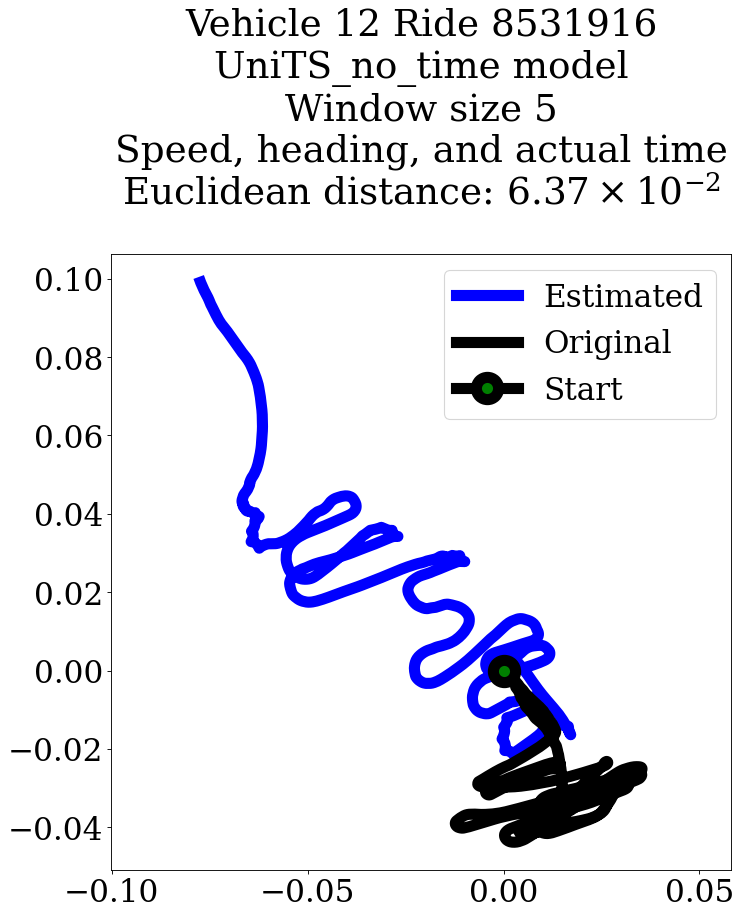 Vehicle 12 Ride 8531916
UniTS_no_time model
Window size 5
Speed, heading, and actual time
Euclidean distance: 6.37 × 10⁻²
Estimated
Original
Start
0.10
0.08
0.06
0.04
0.02
0.00
−0.02
−0.04
−0.10
−0.05
0.00
0.05